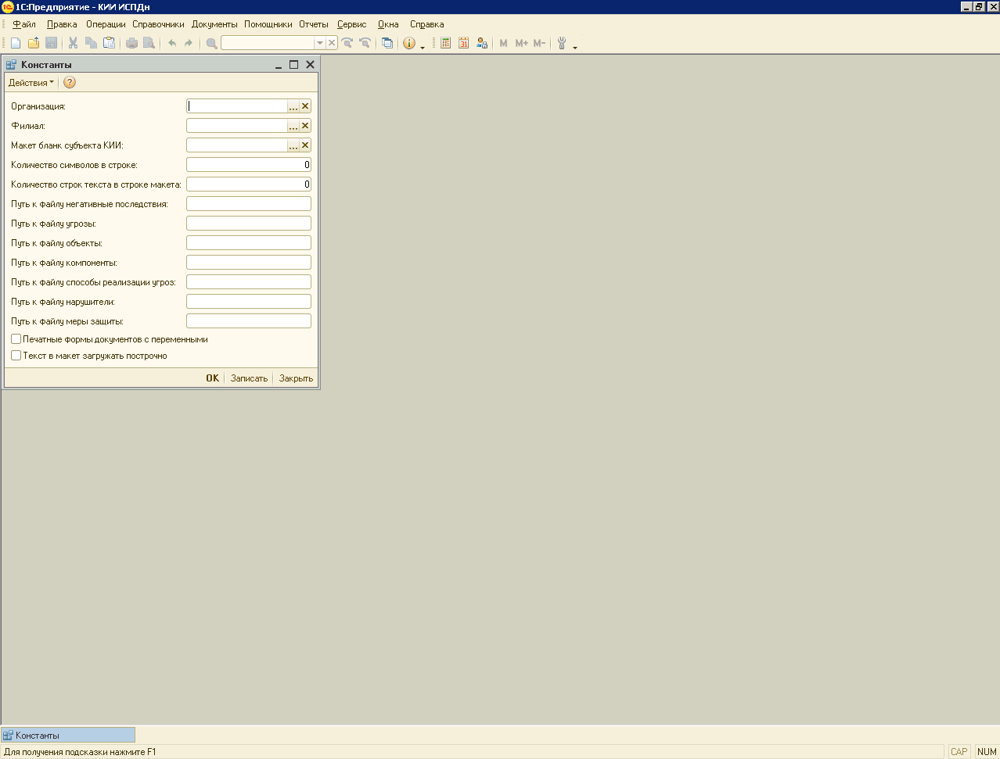 1С:Предприятие - КИИ ИСПДн
Файл Правка Операции Справочники Документы Помощники Отчеты Сервис Окна Справка
31 M M+ M-
Константы
Действия ?
Организация: ...
Филиал: ...
Макет бланк субъекта КИИ: ...
Количество символов в строке: 0
Количество строк текста в строке макета: 0
Путь к файлу негативные последствия:
Путь к файлу угрозы:
Путь к файлу объекты:
Путь к файлу компоненты:
Путь к файлу способы реализации угроз:
Путь к файлу нарушители:
Путь к файлу меры защиты:
Печатные формы документов с переменными
Текст в макет загружать построчно
ОК Записать Закрыть
Константы
Для получения подсказки нажмите F1 CAP NUM